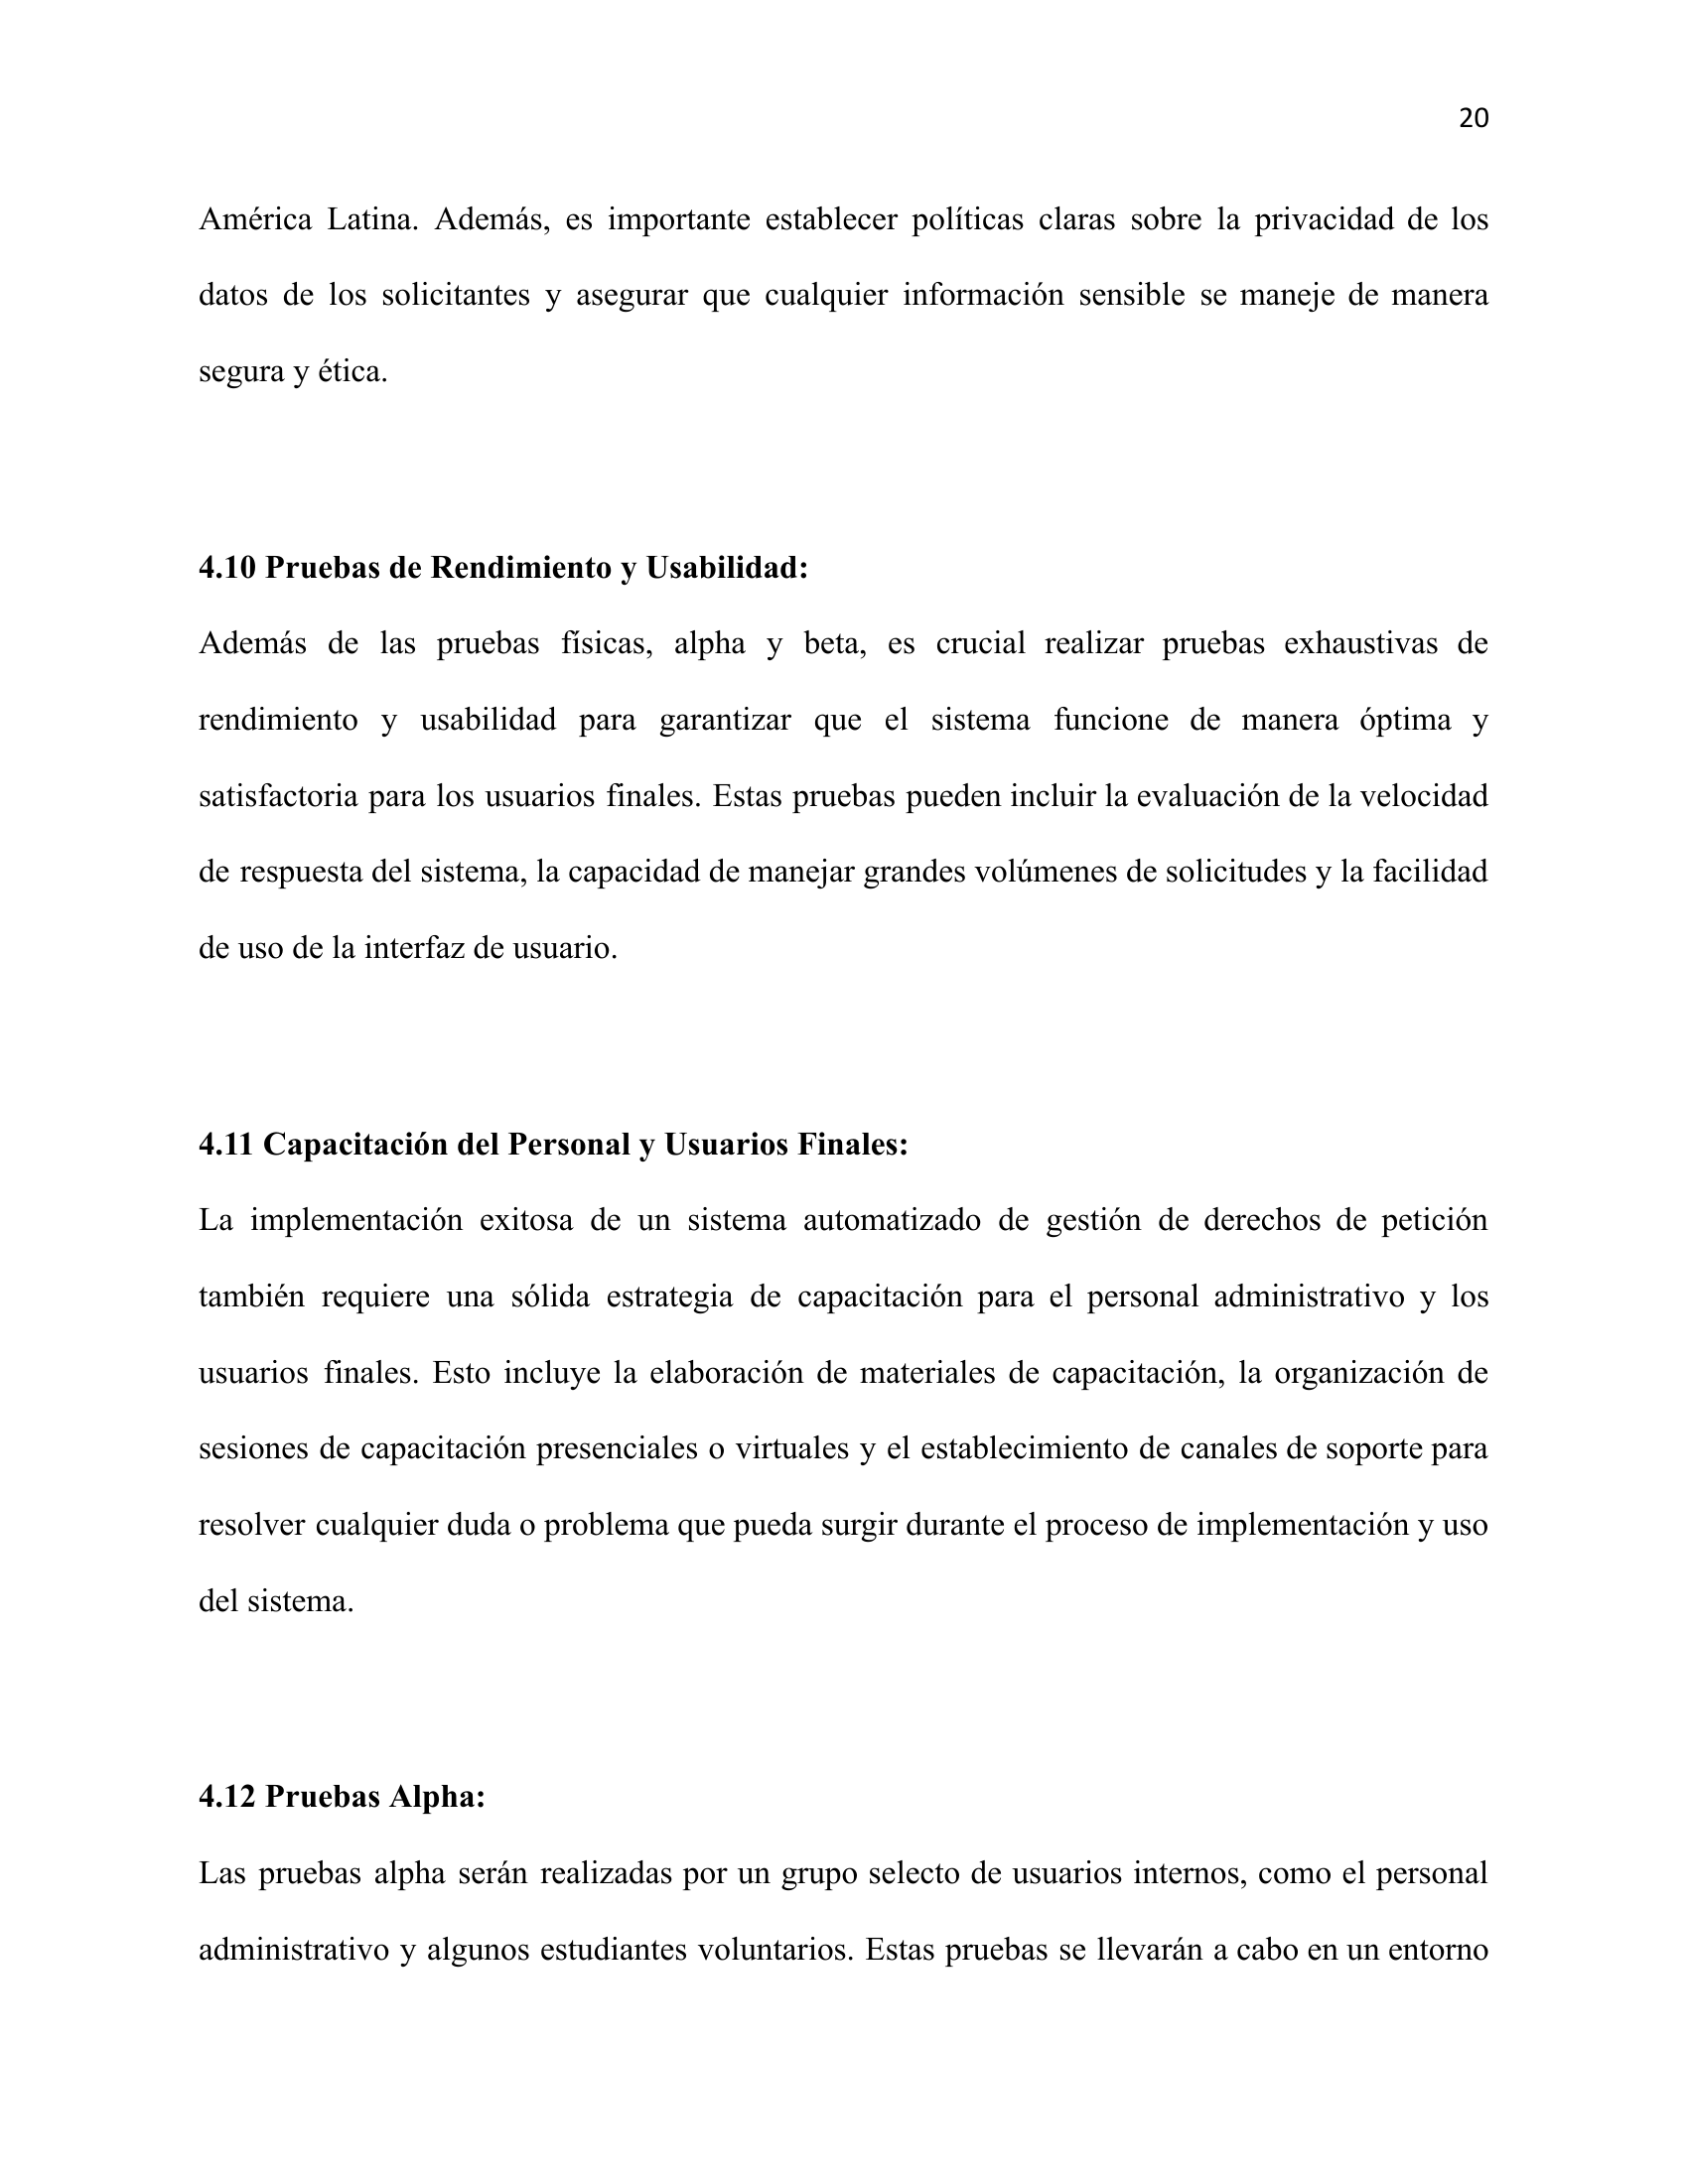 20
América Latina. Además, es importante establecer políticas claras sobre la privacidad de los
datos de los solicitantes y asegurar que cualquier información sensible se maneje de manera
segura y ética.
4.10 Pruebas de Rendimiento y Usabilidad:
Además de las pruebas físicas, alpha y beta, es crucial realizar pruebas exhaustivas de
rendimiento y usabilidad para garantizar que el sistema funcione de manera óptima y
satisfactoria para los usuarios finales. Estas pruebas pueden incluir la evaluación de la velocidad
de respuesta del sistema, la capacidad de manejar grandes volúmenes de solicitudes y la facilidad
de uso de la interfaz de usuario.
4.11 Capacitación del Personal y Usuarios Finales:
La implementación exitosa de un sistema automatizado de gestión de derechos de petición
también requiere una sólida estrategia de capacitación para el personal administrativo y los
usuarios finales. Esto incluye la elaboración de materiales de capacitación, la organización de
sesiones de capacitación presenciales o virtuales y el establecimiento de canales de soporte para
resolver cualquier duda o problema que pueda surgir durante el proceso de implementación y uso
del sistema.
4.12 Pruebas Alpha:
Las pruebas alpha serán realizadas por un grupo selecto de usuarios internos, como el personal
administrativo y algunos estudiantes voluntarios. Estas pruebas se llevarán a cabo en un entorno